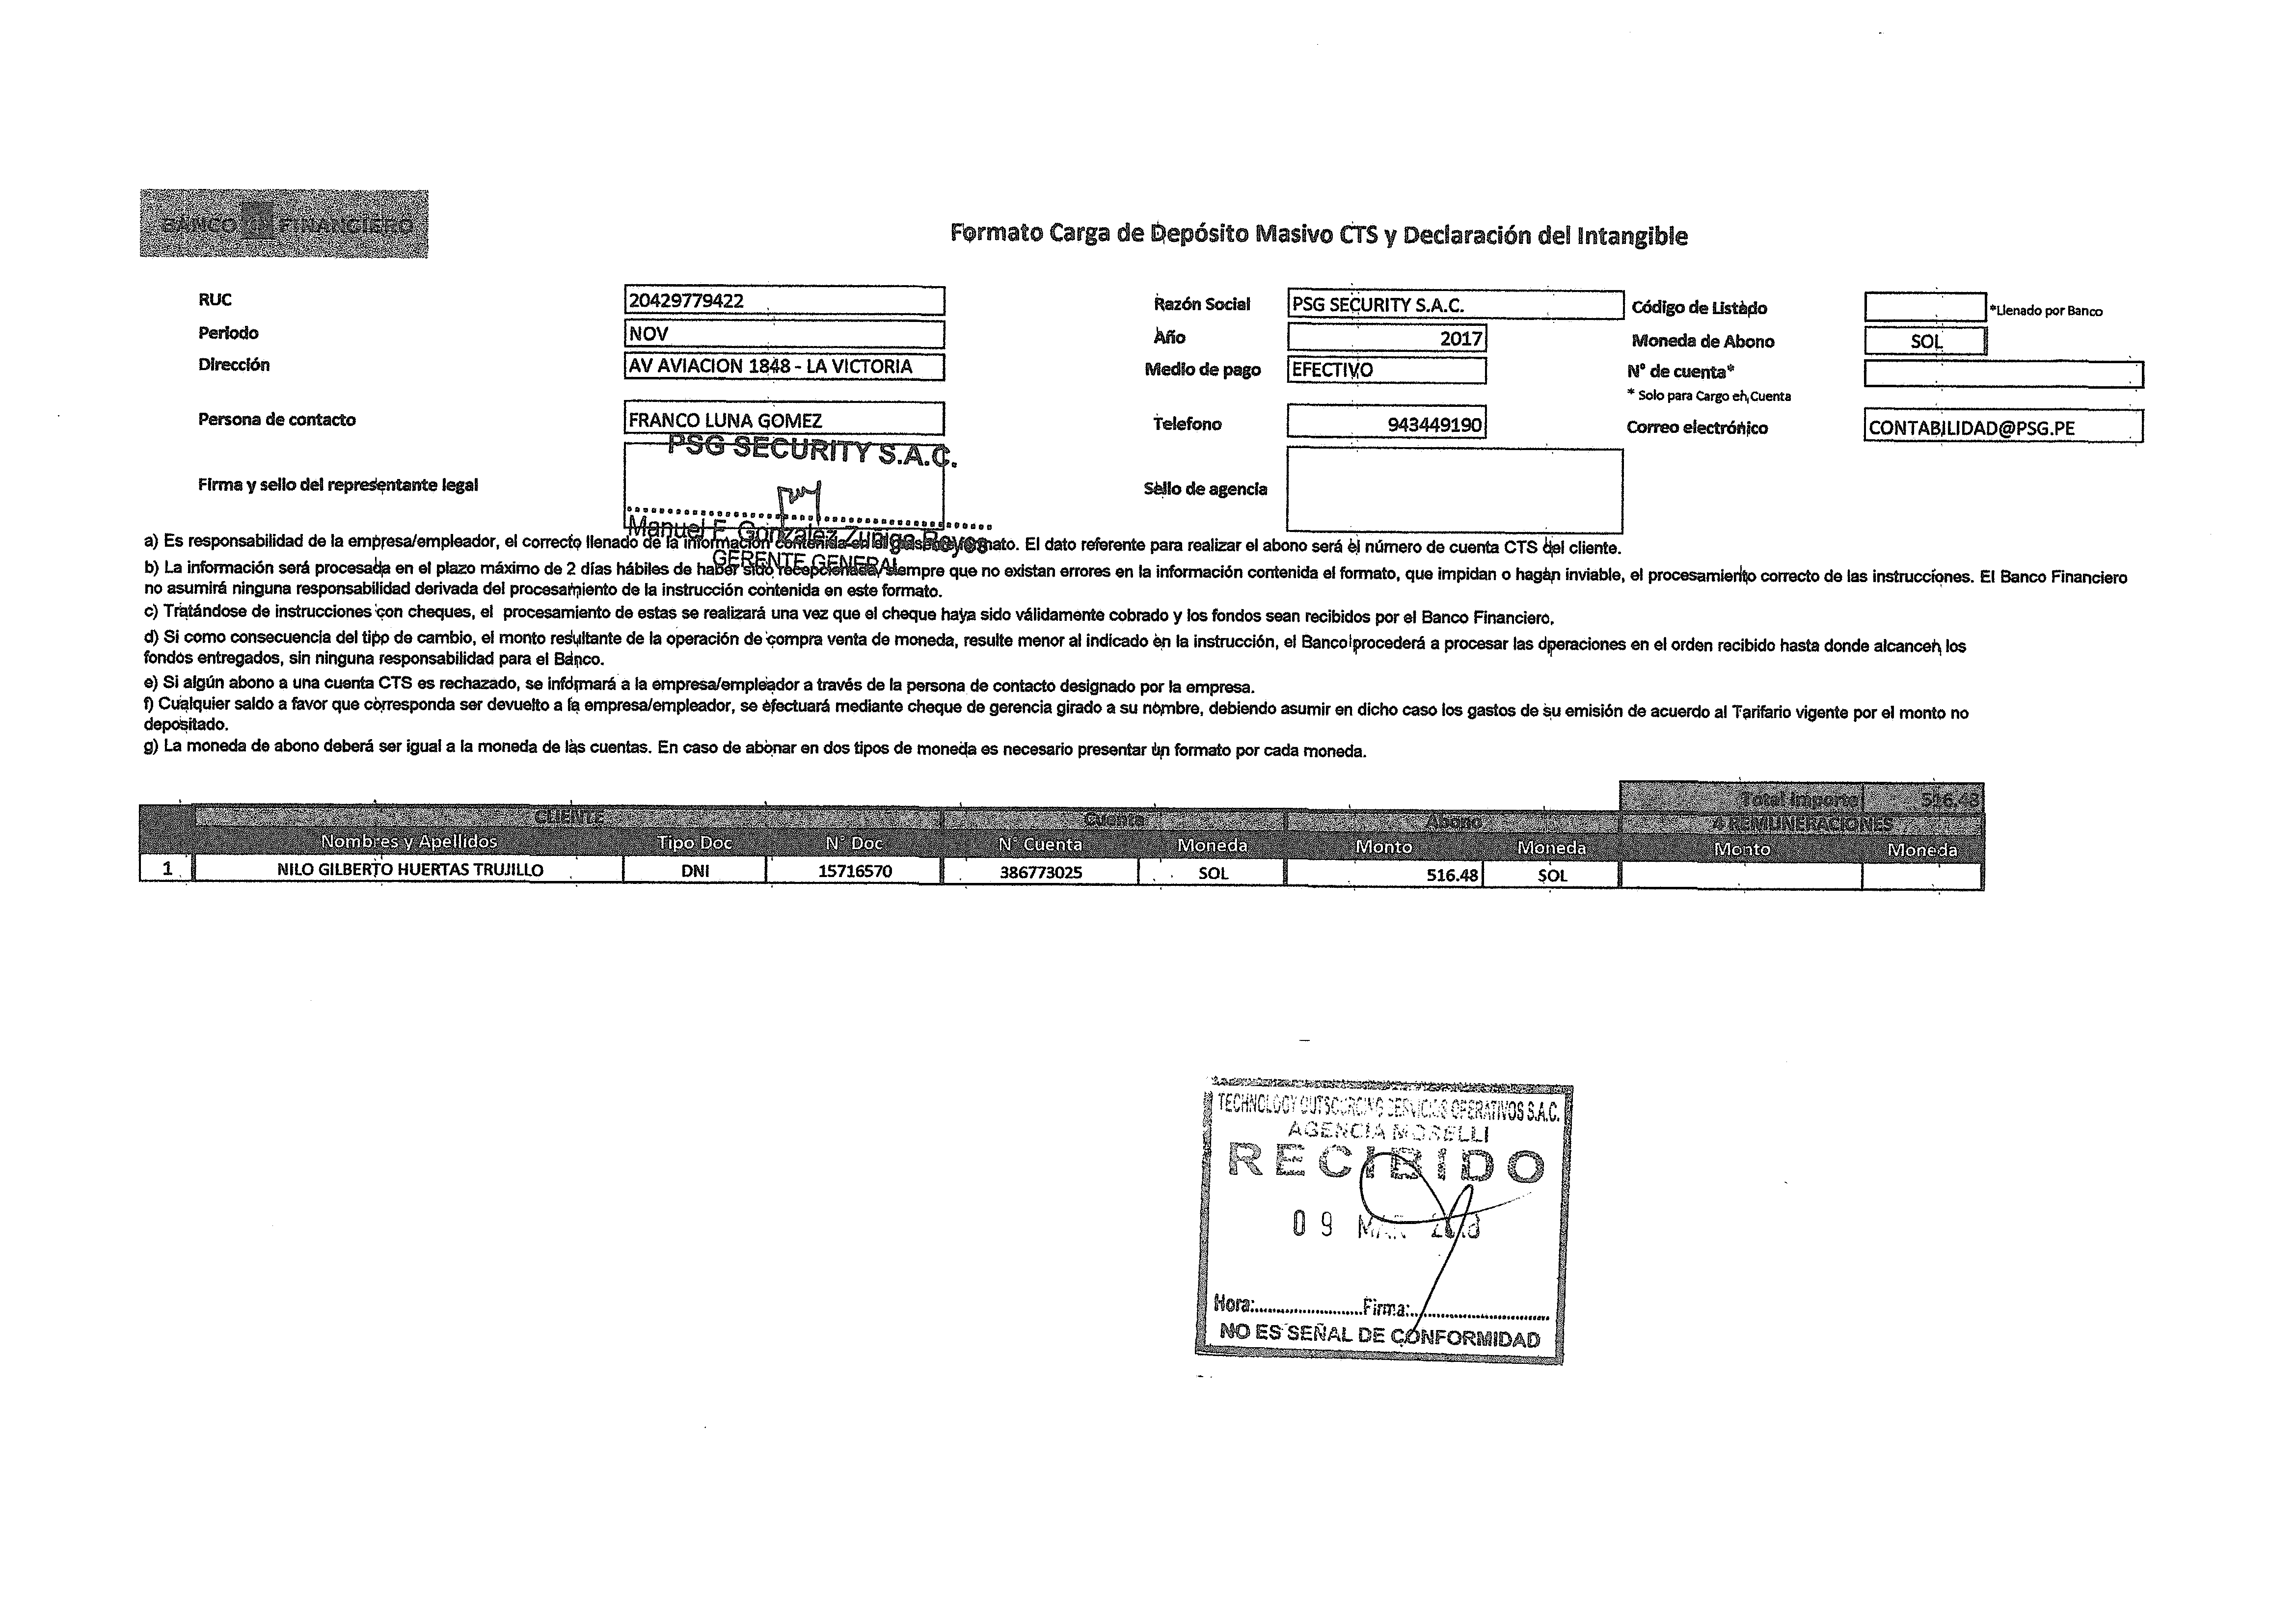 BANCO FINANCIERO
Formato Carga de Depósito Masivo CTS y Declaración del Intangible
RUC 20429779422 Razón Social PSG SECURITY S.A.C. Código de Listado *Llenado por Banco
Periodo NOV Año 2017 Moneda de Abono SOL
Dirección AV AVIACION 1848 - LA VICTORIA Medio de pago EFECTIVO N° de cuenta*
* Solo para Cargo en Cuenta
Persona de contacto FRANCO LUNA GOMEZ Telefono 943449190 Correo electrónico CONTABILIDAD@PSG.PE
PSG SECURITY S.A.C.
Firma y sello del representante legal Sello de agencia
Manuel F. Gonzalez Zuñiga Reyes
GERENTE GENERAL
a) Es responsabilidad de la empresa/empleador, el correcto llenado de la información contenida en el formato. El dato referente para realizar el abono será el número de cuenta CTS del cliente.
b) La información será procesada en el plazo máximo de 2 días hábiles de haber sido recepcionada, siempre que no existan errores en la información contenida el formato, que impidan o hagan inviable, el procesamiento correcto de las instrucciones. El Banco Financiero
no asumirá ninguna responsabilidad derivada del procesamiento de la instrucción contenida en este formato.
c) Tratándose de instrucciones con cheques, el procesamiento de estas se realizará una vez que el cheque haya sido válidamente cobrado y los fondos sean recibidos por el Banco Financiero.
d) Si como consecuencia del tipo de cambio, el monto resultante de la operación de compra venta de moneda, resulte menor al indicado en la instrucción, el Banco procederá a procesar las operaciones en el orden recibido hasta donde alcancen los
fondos entregados, sin ninguna responsabilidad para el Banco.
e) Si algún abono a una cuenta CTS es rechazado, se informará a la empresa/empleador a través de la persona de contacto designado por la empresa.
f) Cualquier saldo a favor que corresponda ser devuelto a la empresa/empleador, se efectuará mediante cheque de gerencia girado a su nombre, debiendo asumir en dicho caso los gastos de su emisión de acuerdo al Tarifario vigente por el monto no
depositado.
g) La moneda de abono deberá ser igual a la moneda de las cuentas. En caso de abonar en dos tipos de moneda es necesario presentar un formato por cada moneda.
Total Importe 516.48
CLIENTE Cuenta Abono 4 REMUNERACIONES
Nombres y Apellidos Tipo Doc N° Doc N° Cuenta Moneda Monto Moneda Monto Moneda
1 NILO GILBERTO HUERTAS TRUJILLO DNI 15716570 386773025 SOL 516.48 SOL
TECHNOLOGY OUTSOURCING SERVICIOS OPERATIVOS S.A.C.
AGENCIA MORELLI
RECIBIDO
09 MAR 2018
Hora: Firma:
NO ES SEÑAL DE CONFORMIDAD